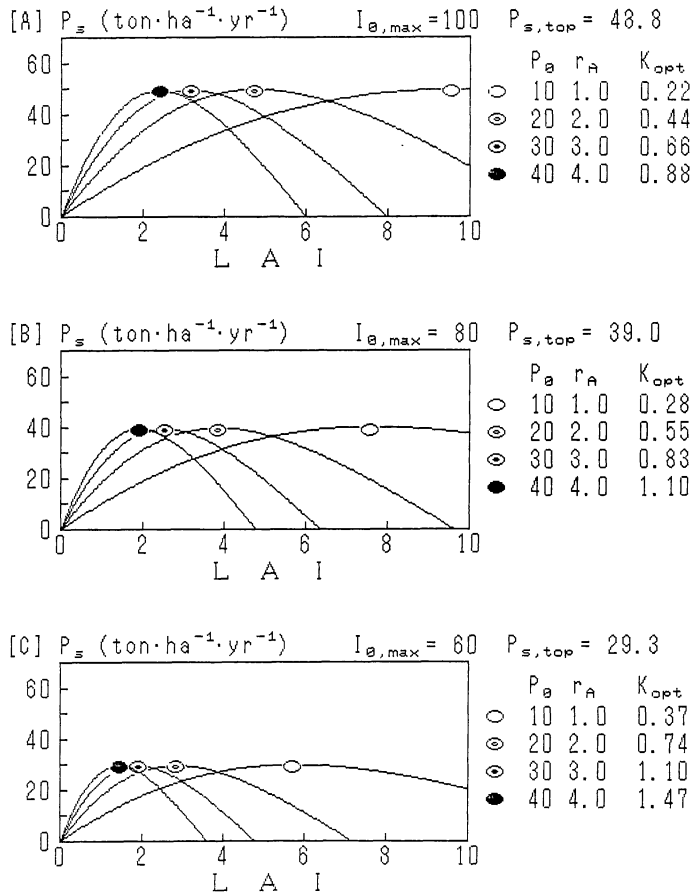 [A] Pₛ (ton·ha⁻¹·yr⁻¹) I₀,max=100 Pₛ,top= 48.8
P₀ r_A K_opt
10 1.0 0.22
20 2.0 0.44
30 3.0 0.66
40 4.0 0.88
60
40
20
0
0 2 4 6 8 10
L A I
[B] Pₛ (ton·ha⁻¹·yr⁻¹) I₀,max= 80 Pₛ,top= 39.0
P₀ r_A K_opt
10 1.0 0.28
20 2.0 0.55
30 3.0 0.83
40 4.0 1.10
60
40
20
0
0 2 4 6 8 10
L A I
[C] Pₛ (ton·ha⁻¹·yr⁻¹) I₀,max= 60 Pₛ,top= 29.3
P₀ r_A K_opt
10 1.0 0.37
20 2.0 0.74
30 3.0 1.10
40 4.0 1.47
60
40
20
0
0 2 4 6 8 10
L A I